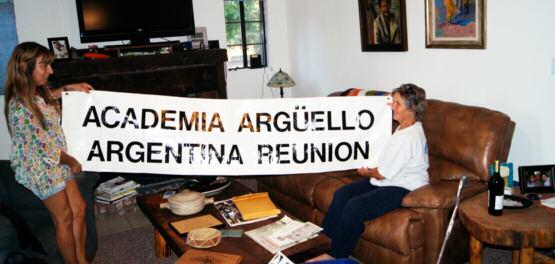 ACADEMIA ARGÜELLO
ARGENTINA REUNION